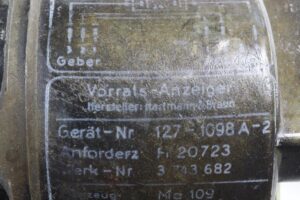 Geber
Vorrats-Anzeiger
Hersteller: Hartmann & Braun
Gerät-Nr 127-1098 A-2
Anforderz Fl 20723
Werk-Nr 3 743 682
Me 109